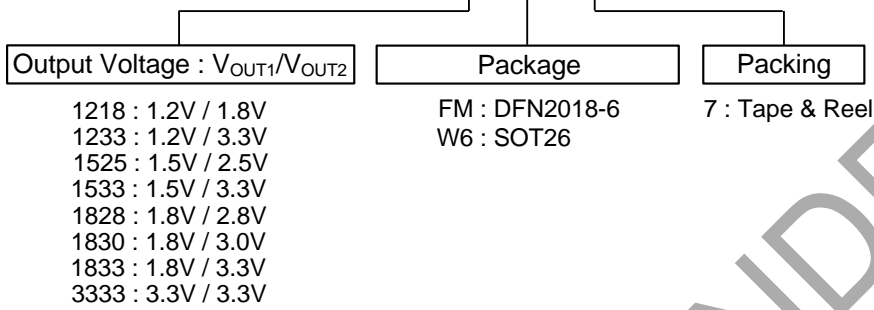 Output Voltage : VOUT1/VOUT2
Package
Packing
1218 : 1.2V / 1.8V
1233 : 1.2V / 3.3V
1525 : 1.5V / 2.5V
1533 : 1.5V / 3.3V
1828 : 1.8V / 2.8V
1830 : 1.8V / 3.0V
1833 : 1.8V / 3.3V
3333 : 3.3V / 3.3V
FM : DFN2018-6
W6 : SOT26
7 : Tape & Reel